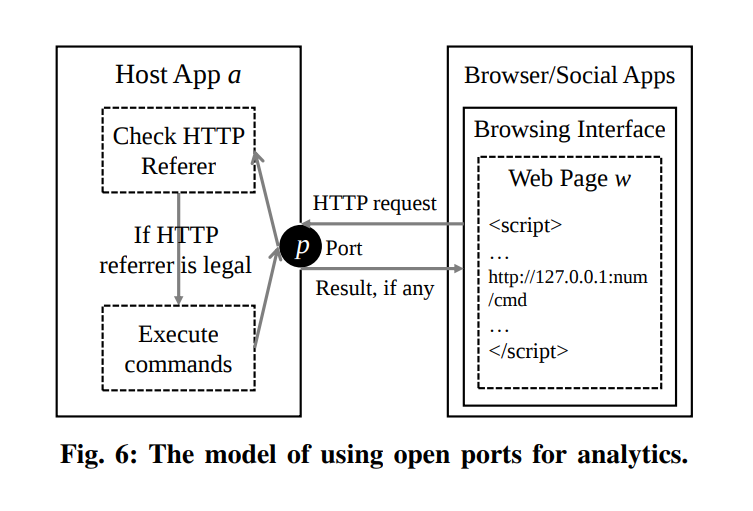 Host App a
Check HTTP
Referer
If HTTP
referrer is legal
Execute
commands
p
Port
HTTP request
Result, if any
Browser/Social Apps
Browsing Interface
Web Page w
<script>
…
http://127.0.0.1:num
/cmd
…
</script>
Fig. 6: The model of using open ports for analytics.